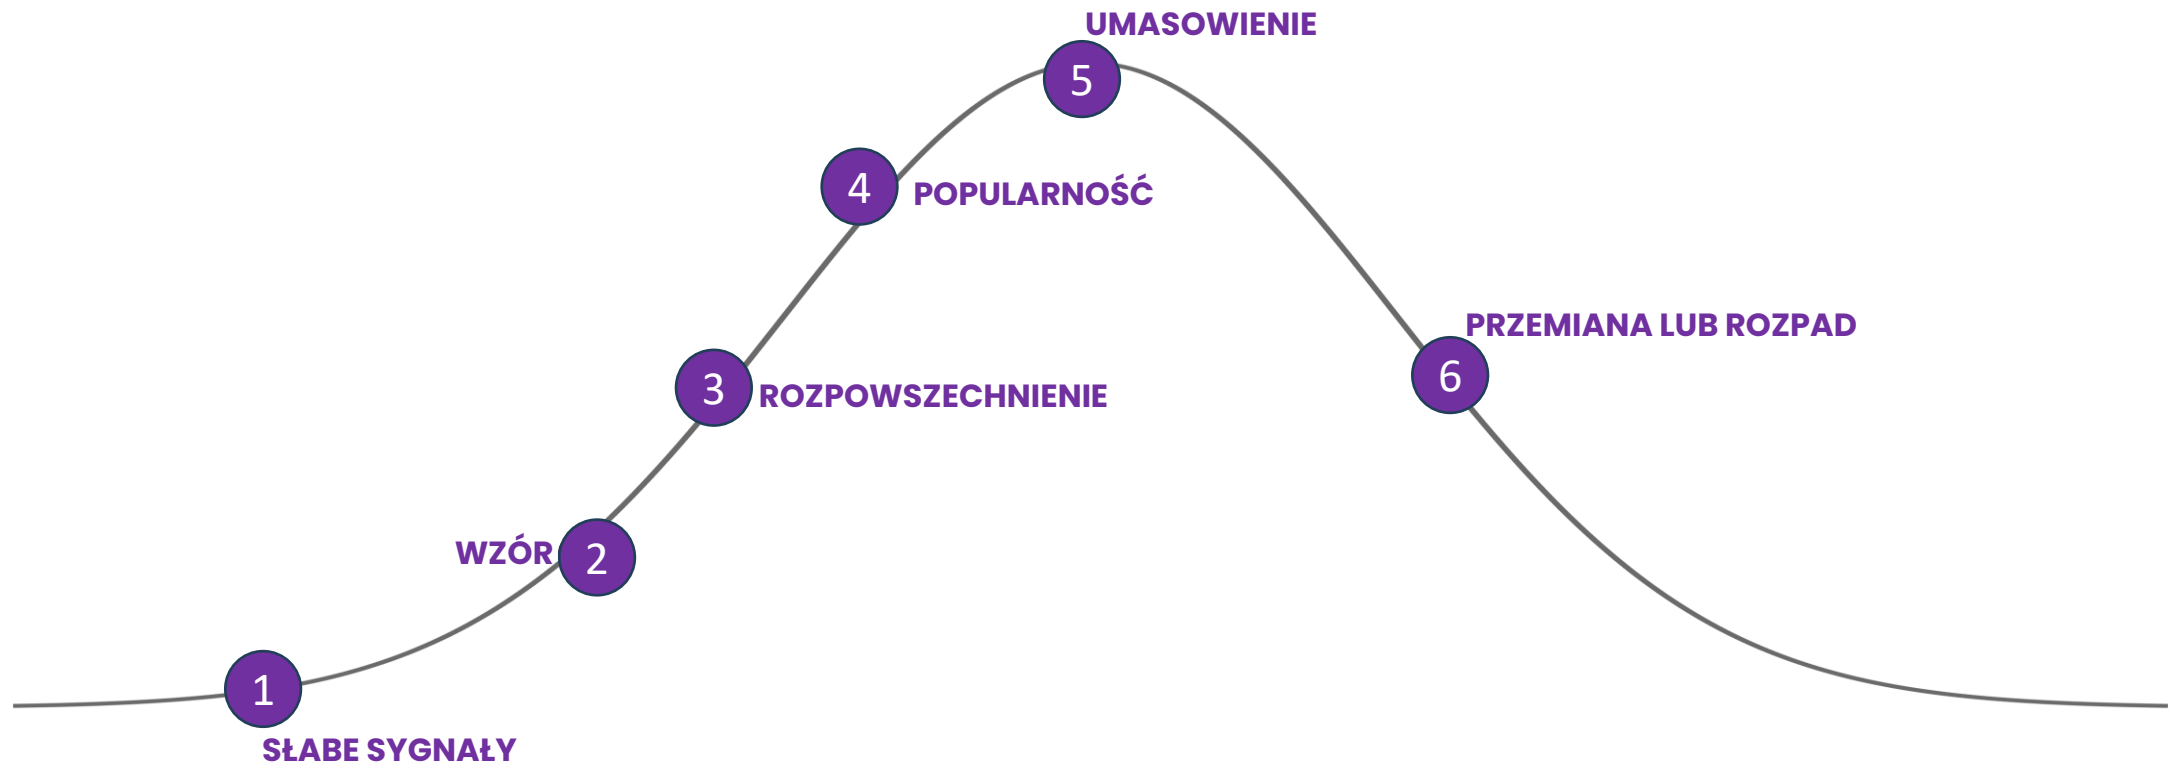 UMASOWIENIE
5
4
POPULARNOŚĆ
PRZEMIANA LUB ROZPAD
6
3
ROZPOWSZECHNIENIE
WZÓR
2
1
SŁABE SYGNAŁY